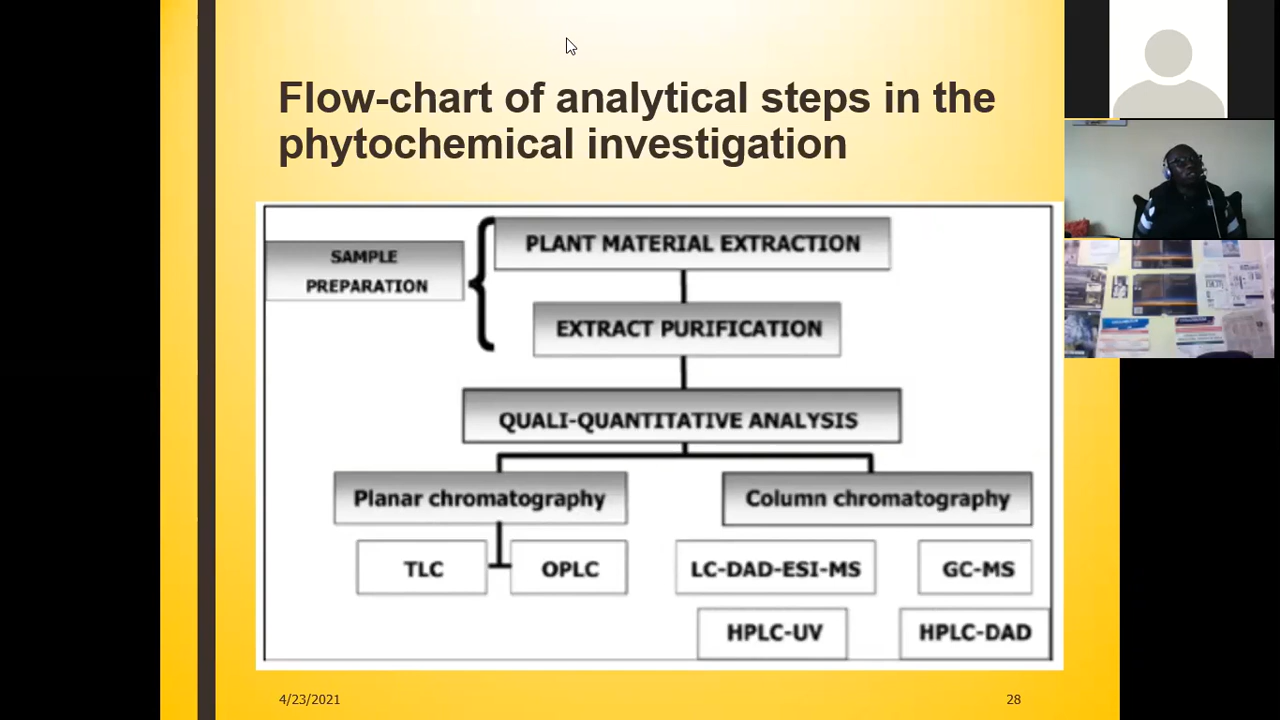 Flow-chart of analytical steps in the
phytochemical investigation
SAMPLE
PREPARATION
PLANT MATERIAL EXTRACTION
EXTRACT PURIFICATION
QUALI-QUANTITATIVE ANALYSIS
Planar chromatography
Column chromatography
TLC
OPLC
LC-DAD-ESI-MS
GC-MS
HPLC-UV
HPLC-DAD
4/23/2021
28